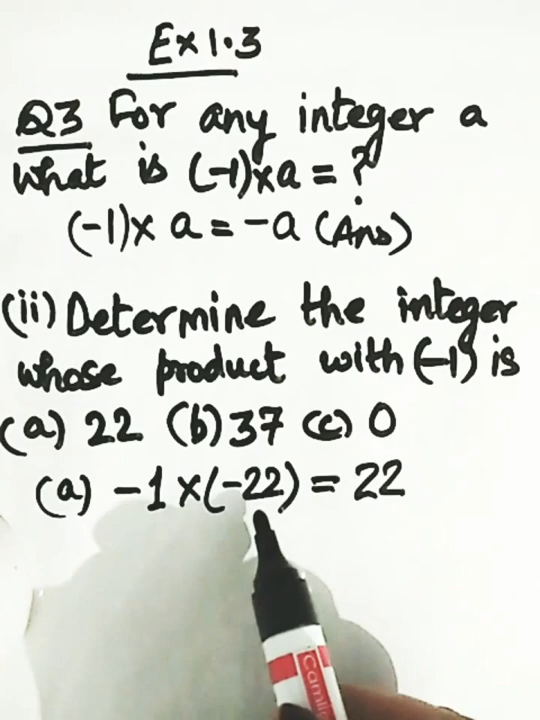 Ex 1.3
Q3 For any integer a
what is (-1)×a = ?
(-1)× a = -a (Ans)
(ii) Determine the integer
whose product with (-1) is
(a) 22 (b) 37 (c) 0
(a) -1 ×(-22) = 22
Camlin